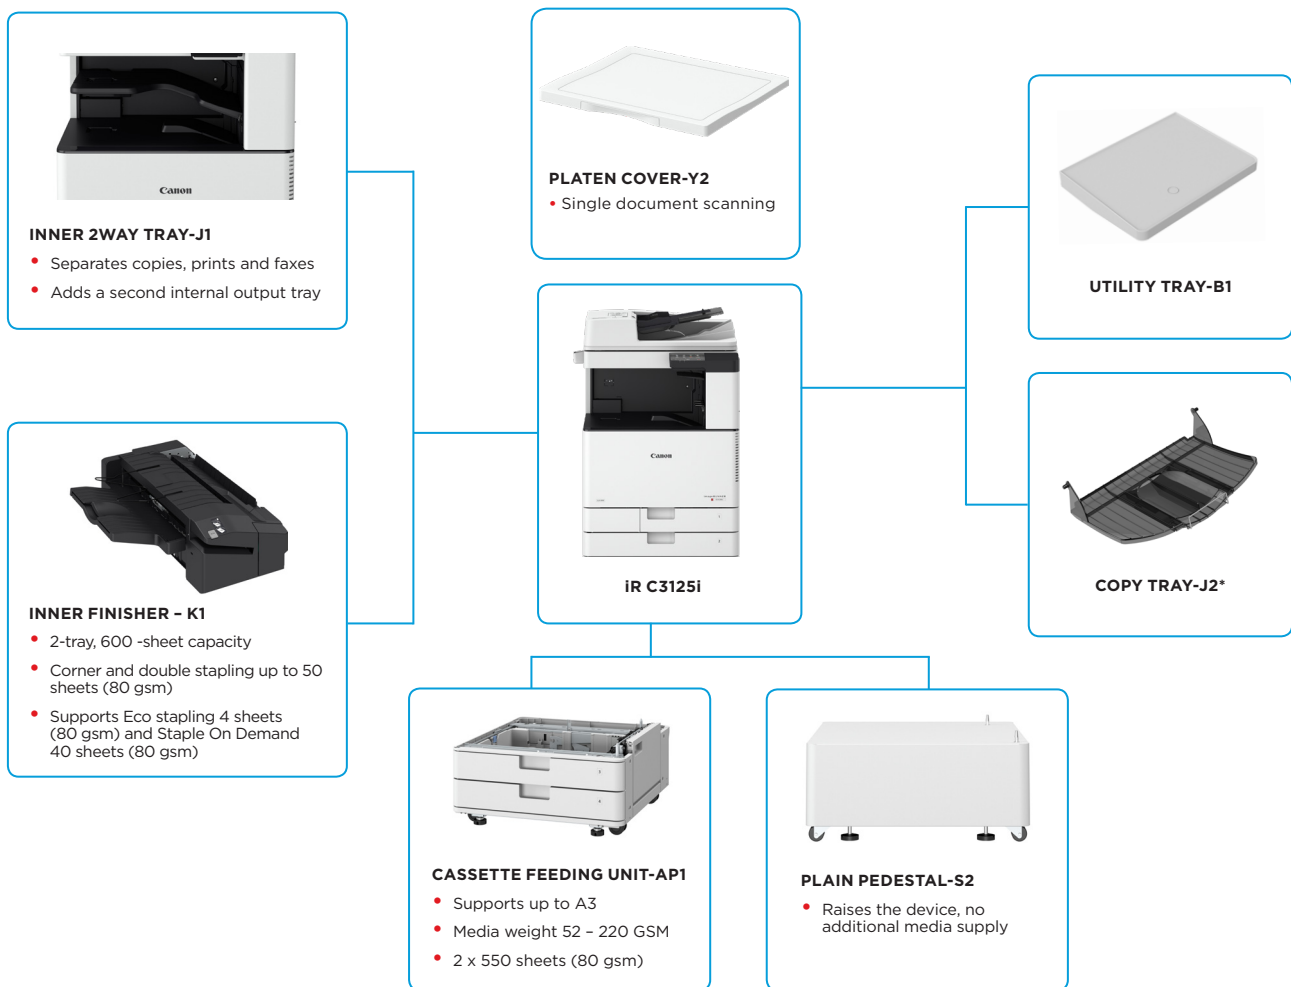 Canon
INNER 2WAY TRAY-J1
• Separates copies, prints and faxes
• Adds a second internal output tray
PLATEN COVER-Y2
• Single document scanning
UTILITY TRAY-B1
Canon
iR C3125i
COPY TRAY-J2*
INNER FINISHER – K1
• 2-tray, 600 -sheet capacity
• Corner and double stapling up to 50
sheets (80 gsm)
• Supports Eco stapling 4 sheets
(80 gsm) and Staple On Demand
40 sheets (80 gsm)
CASSETTE FEEDING UNIT-AP1
• Supports up to A3
• Media weight 52 – 220 GSM
• 2 x 550 sheets (80 gsm)
PLAIN PEDESTAL-S2
• Raises the device, no
additional media supply